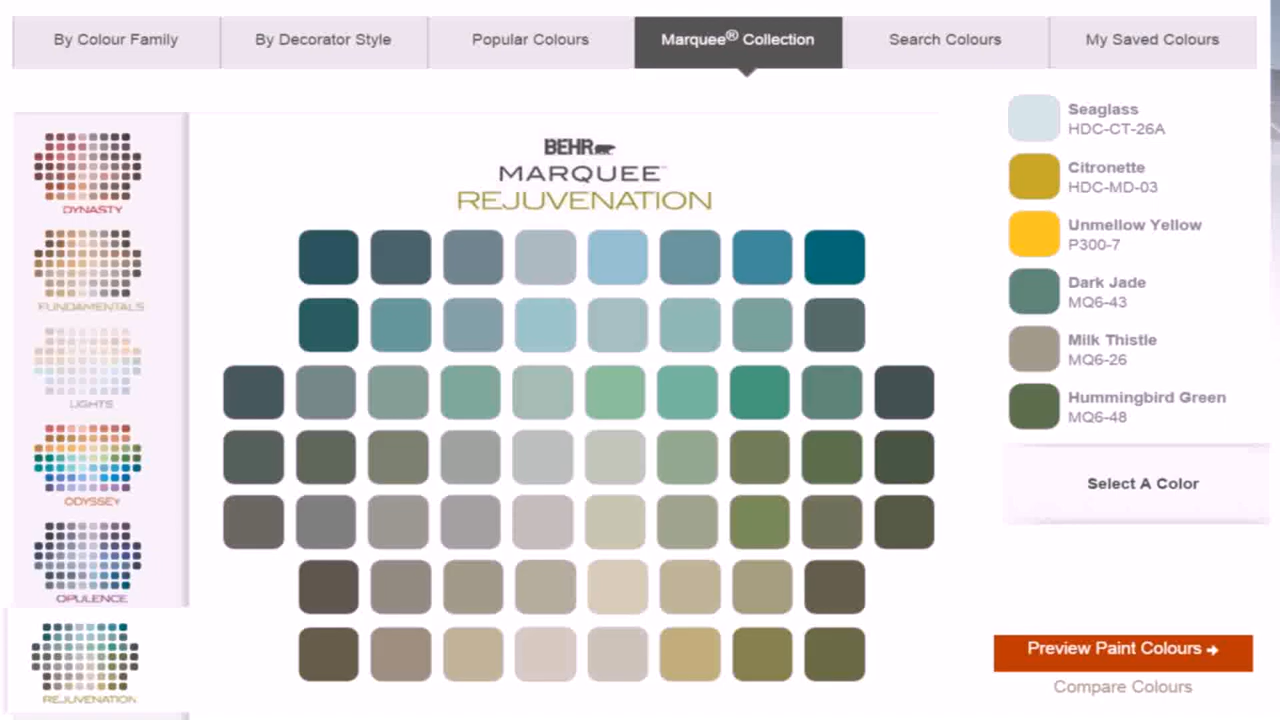 By Colour Family
By Decorator Style
Popular Colours
Marquee® Collection
Search Colours
My Saved Colours
DYNASTY
FUNDAMENTALS
LIGHTS
ODYSSEY
OPULENCE
REJUVENATION
BEHR
MARQUEE™
REJUVENATION
Seaglass
HDC-CT-26A
Citronette
HDC-MD-03
Unmellow Yellow
P300-7
Dark Jade
MQ6-43
Milk Thistle
MQ6-26
Hummingbird Green
MQ6-48
Select A Color
Preview Paint Colours →
Compare Colours